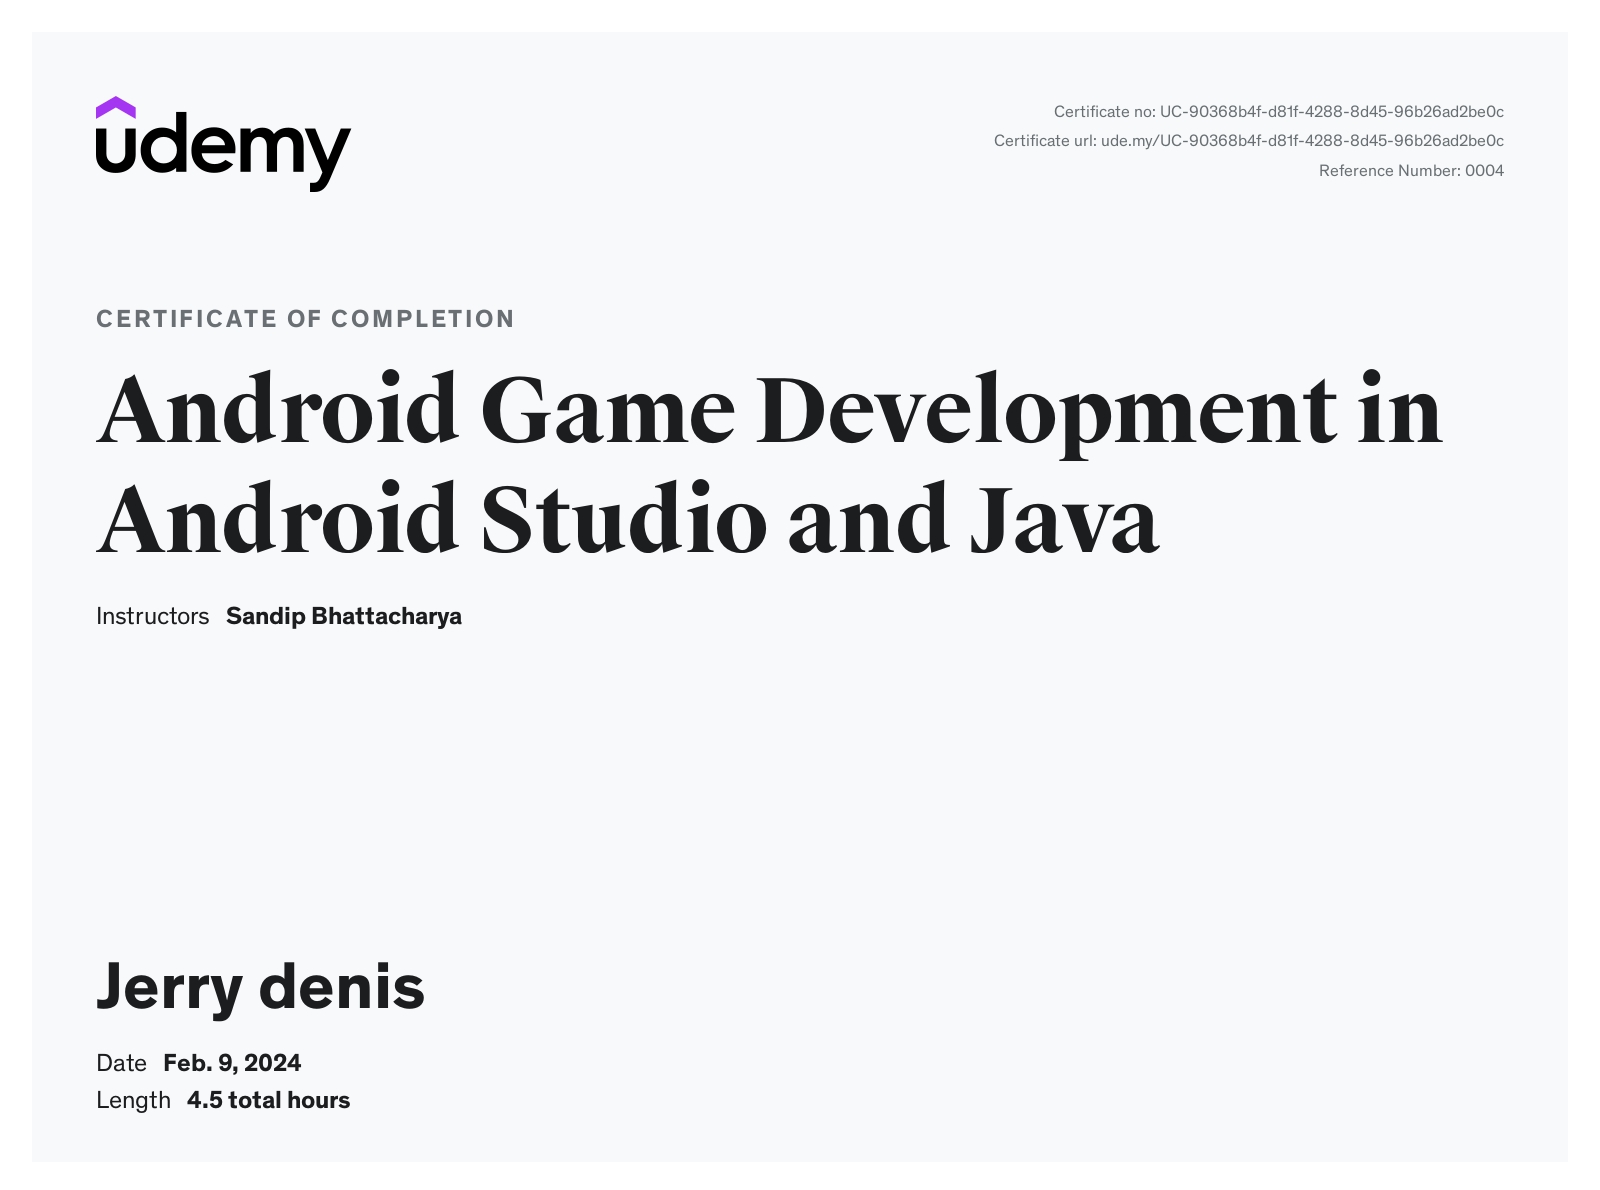 udemy
Certificate no: UC-90368b4f-d81f-4288-8d45-96b26ad2be0c
Certificate url: ude.my/UC-90368b4f-d81f-4288-8d45-96b26ad2be0c
Reference Number: 0004
CERTIFICATE OF COMPLETION
Android Game Development in
Android Studio and Java
Instructors Sandip Bhattacharya
Jerry denis
Date Feb. 9, 2024
Length 4.5 total hours